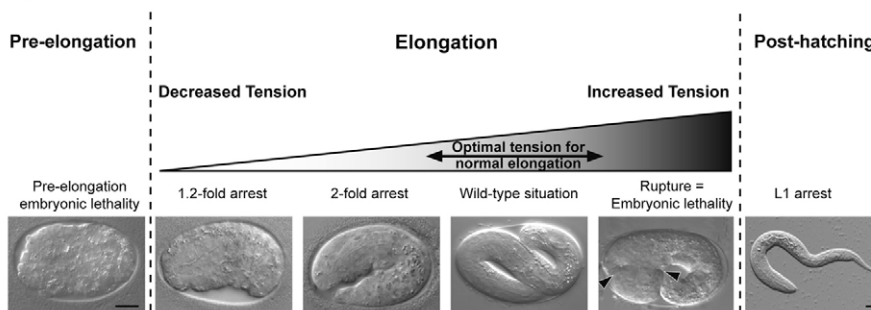 Pre-elongation
Elongation
Post-hatching
Decreased Tension
Increased Tension
Optimal tension for
normal elongation
Pre-elongation
embryonic lethality
1.2-fold arrest
2-fold arrest
Wild-type situation
Rupture =
Embryonic lethality
L1 arrest